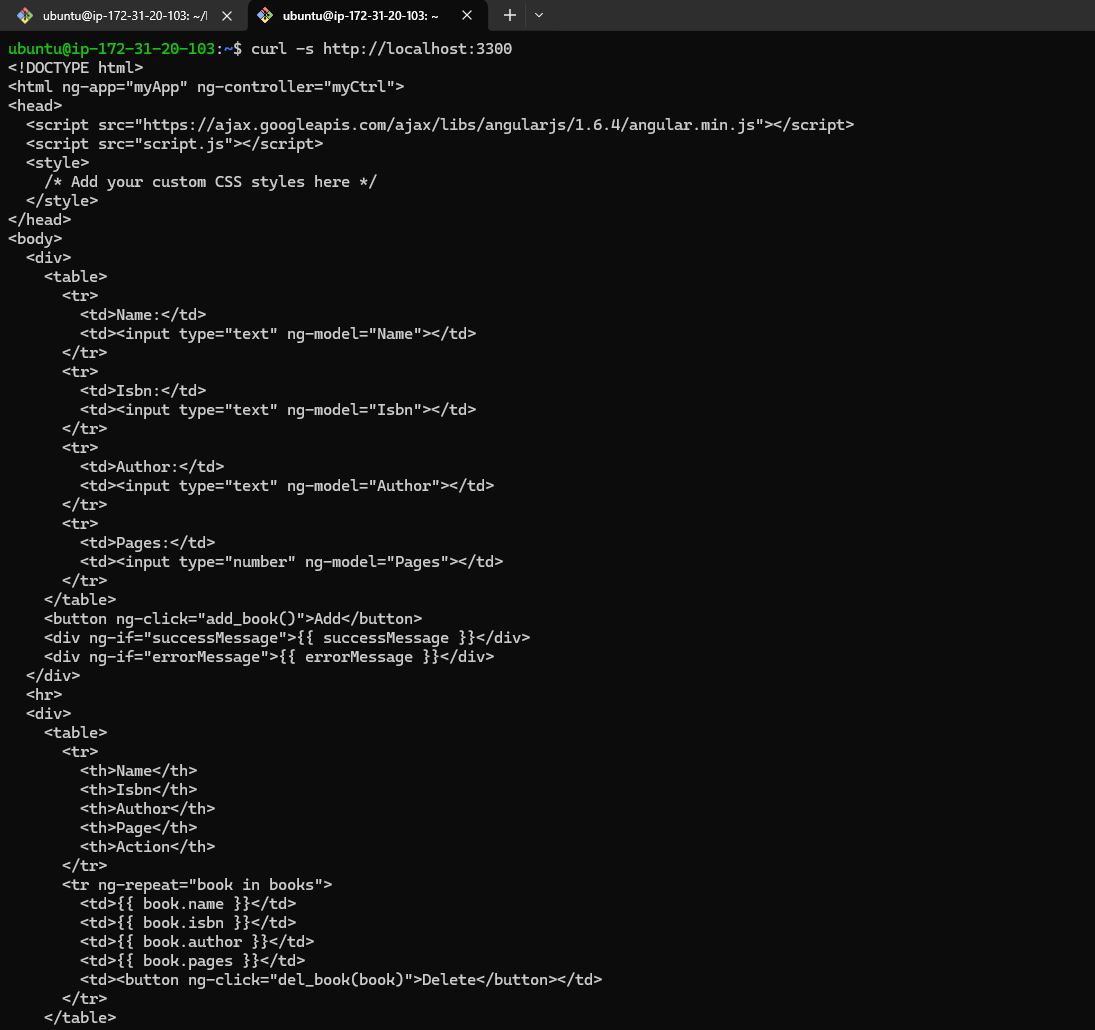 ubuntu@ip-172-31-20-103: ~/l
ubuntu@ip-172-31-20-103: ~
ubuntu@ip-172-31-20-103:~$ curl -s http://localhost:3300
<!DOCTYPE html>
<html ng-app="myApp" ng-controller="myCtrl">
<head>
  <script src="https://ajax.googleapis.com/ajax/libs/angularjs/1.6.4/angular.min.js"></script>
  <script src="script.js"></script>
  <style>
    /* Add your custom CSS styles here */
  </style>
</head>
<body>
  <div>
    <table>
      <tr>
        <td>Name:</td>
        <td><input type="text" ng-model="Name"></td>
      </tr>
      <tr>
        <td>Isbn:</td>
        <td><input type="text" ng-model="Isbn"></td>
      </tr>
      <tr>
        <td>Author:</td>
        <td><input type="text" ng-model="Author"></td>
      </tr>
      <tr>
        <td>Pages:</td>
        <td><input type="number" ng-model="Pages"></td>
      </tr>
    </table>
    <button ng-click="add_book()">Add</button>
    <div ng-if="successMessage">{{ successMessage }}</div>
    <div ng-if="errorMessage">{{ errorMessage }}</div>
  </div>
  <hr>
  <div>
    <table>
      <tr>
        <th>Name</th>
        <th>Isbn</th>
        <th>Author</th>
        <th>Page</th>
        <th>Action</th>
      </tr>
      <tr ng-repeat="book in books">
        <td>{{ book.name }}</td>
        <td>{{ book.isbn }}</td>
        <td>{{ book.author }}</td>
        <td>{{ book.pages }}</td>
        <td><button ng-click="del_book(book)">Delete</button></td>
      </tr>
    </table>